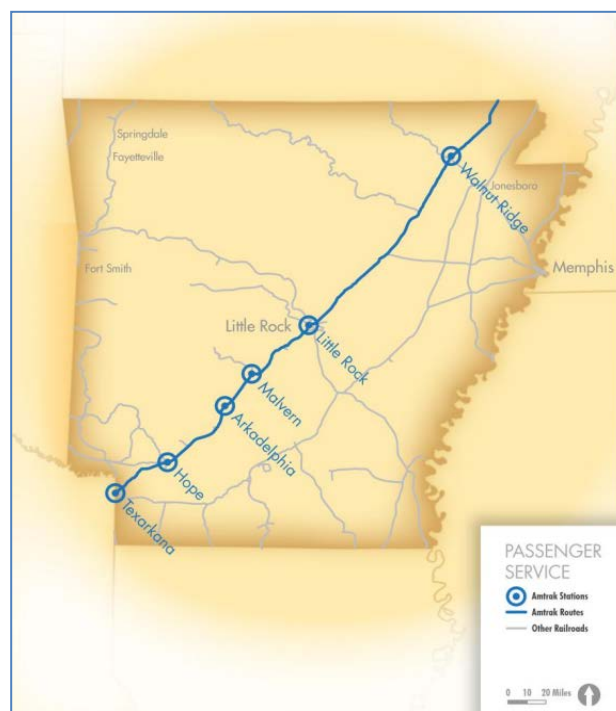 Springdale
Fayetteville
Walnut Ridge
Jonesboro
Fort Smith
Memphis
Little Rock
Little Rock
Malvern
Arkadelphia
Hope
Texarkana
PASSENGER
SERVICE
Amtrak Stations
Amtrak Routes
Other Railroads
0 10 20 Miles